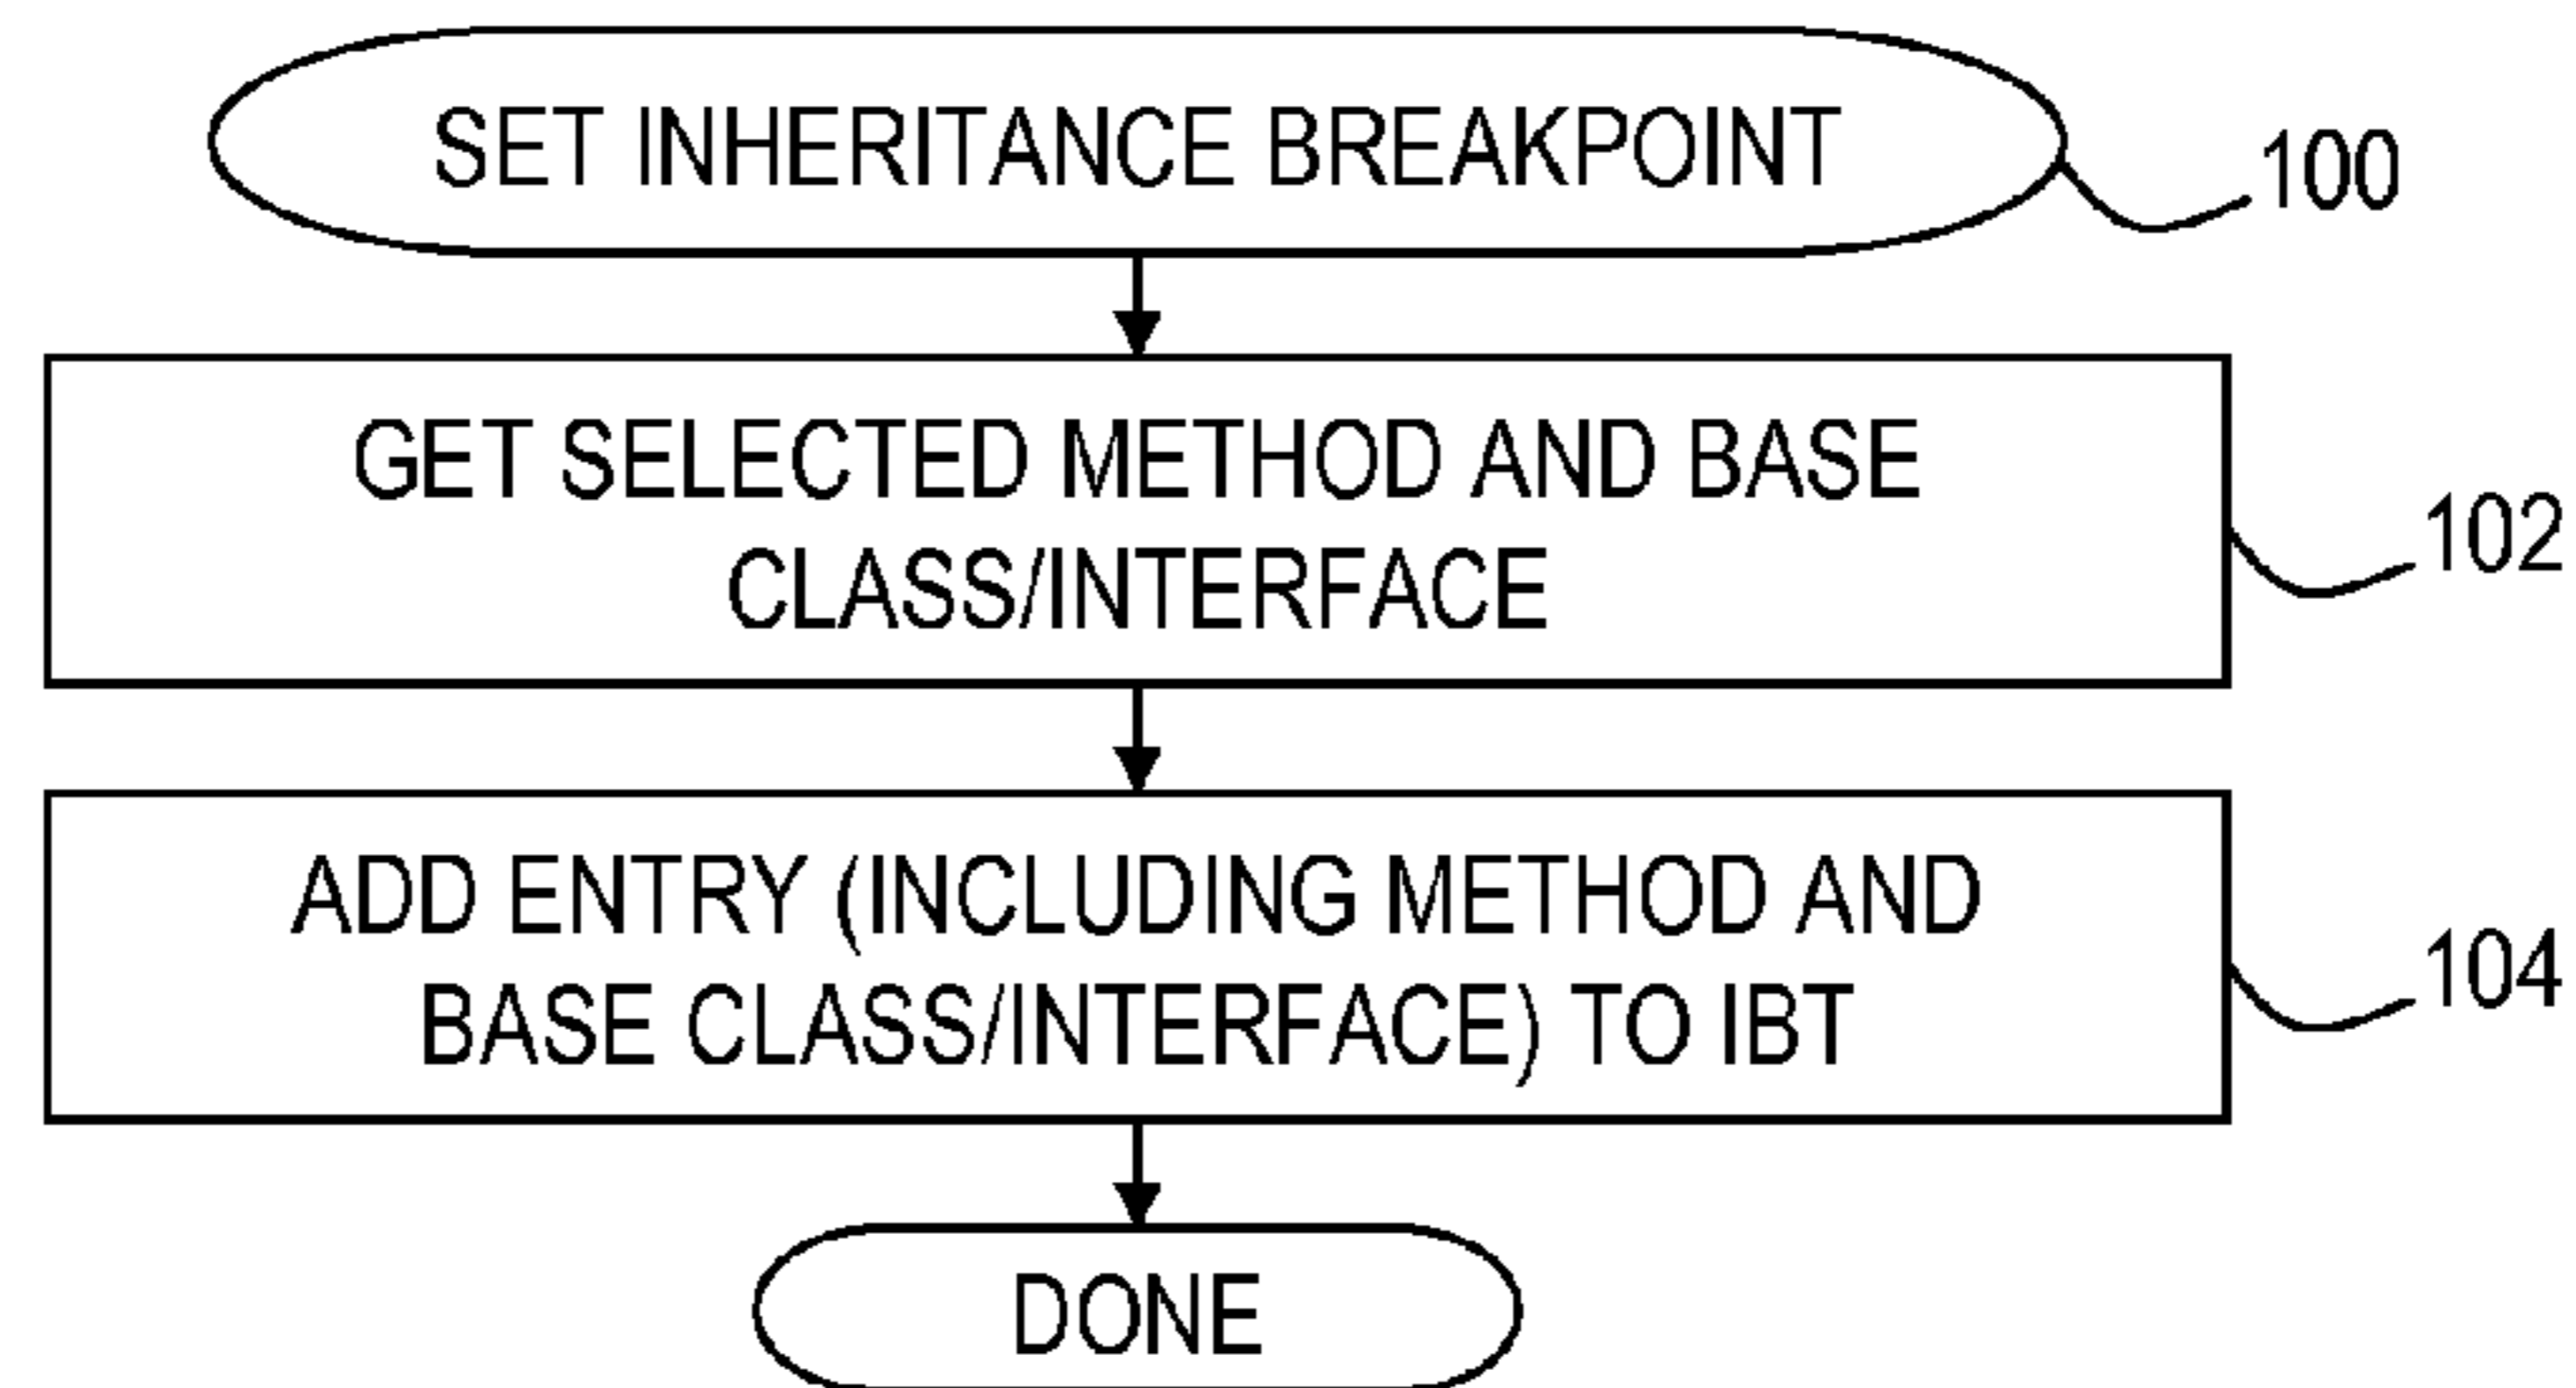 SET INHERITANCE BREAKPOINT
100
GET SELECTED METHOD AND BASE
CLASS/INTERFACE
102
ADD ENTRY (INCLUDING METHOD AND
BASE CLASS/INTERFACE) TO IBT
104
DONE